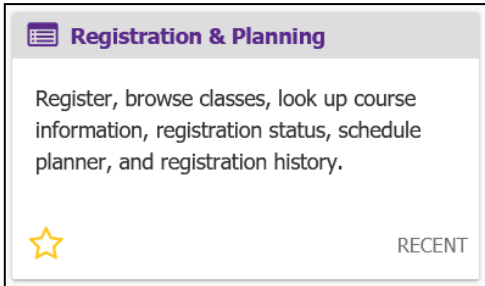 Registration & Planning
Register, browse classes, look up course
information, registration status, schedule
planner, and registration history.
RECENT